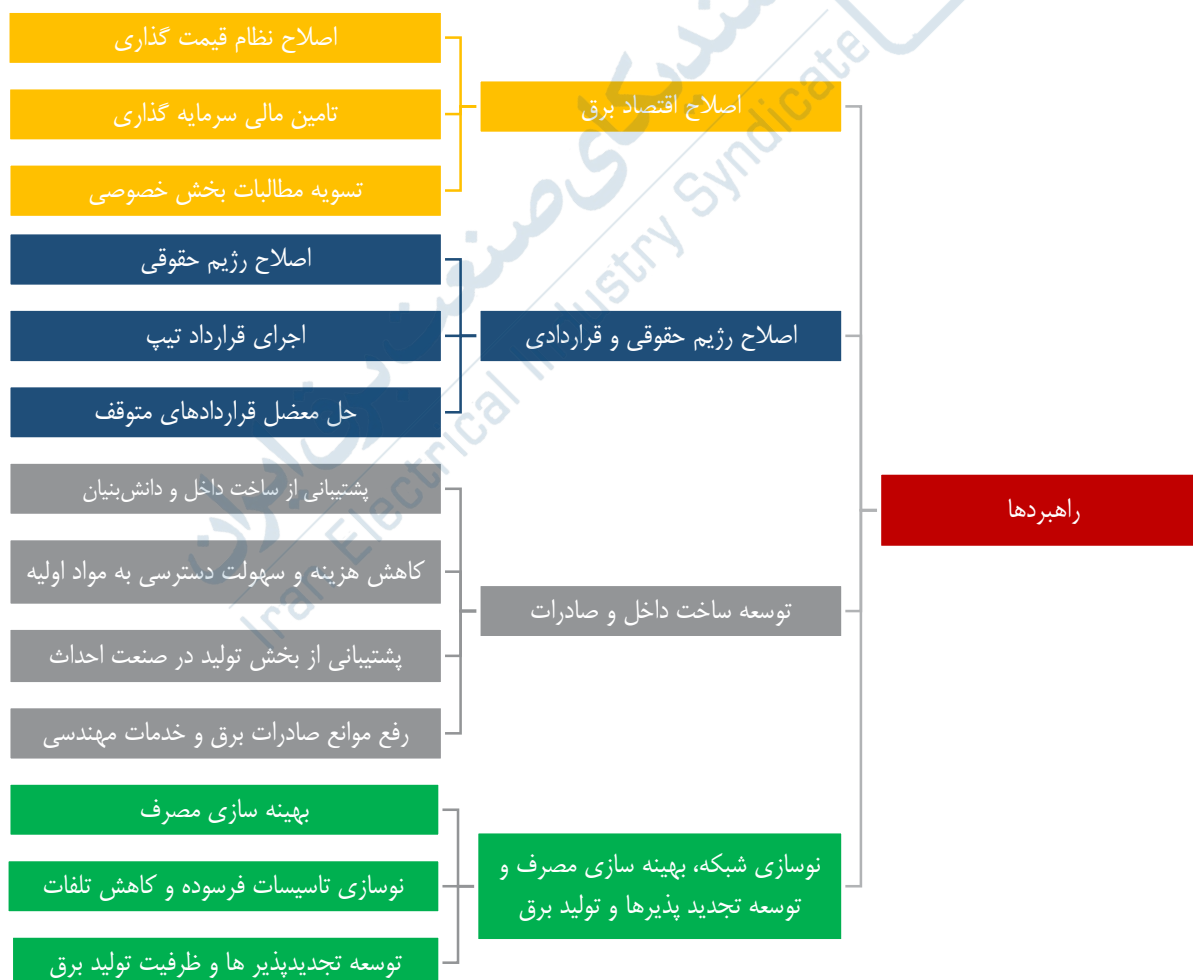 راهبردها
اصلاح اقتصاد برق
اصلاح نظام قیمت گذاری
تامین مالی سرمایه گذاری
تسویه مطالبات بخش خصوصی
اصلاح رژیم حقوقی و قراردادی
اصلاح رژیم حقوقی
اجرای قرارداد تیپ
حل معضل قراردادهای متوقف
توسعه ساخت داخل و صادرات
پشتیبانی از ساخت داخل و دانش‌بنیان
کاهش هزینه و سهولت دسترسی به مواد اولیه
پشتیبانی از بخش تولید در صنعت احداث
رفع موانع صادرات برق و خدمات مهندسی
نوسازی شبکه، بهینه سازی مصرف و
توسعه تجدید پذیرها و تولید برق
بهینه سازی مصرف
نوسازی تاسیسات فرسوده و کاهش تلفات
توسعه تجدیدپذیر ها و ظرفیت تولید برق
سندیکای صنعت برق ایران
Iran Electrical Industry Syndicate